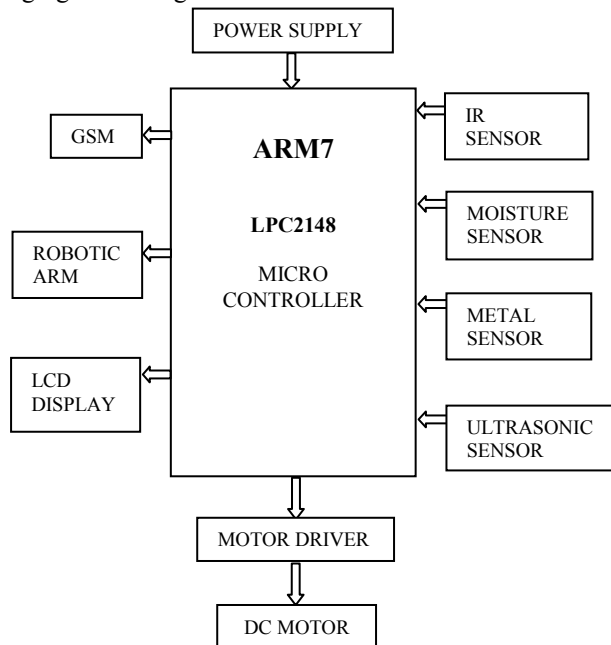 POWER SUPPLY
GSM
ROBOTIC
ARM
LCD
DISPLAY
ARM7
LPC2148
MICRO
CONTROLLER
IR
SENSOR
MOISTURE
SENSOR
METAL
SENSOR
ULTRASONIC
SENSOR
MOTOR DRIVER
DC MOTOR